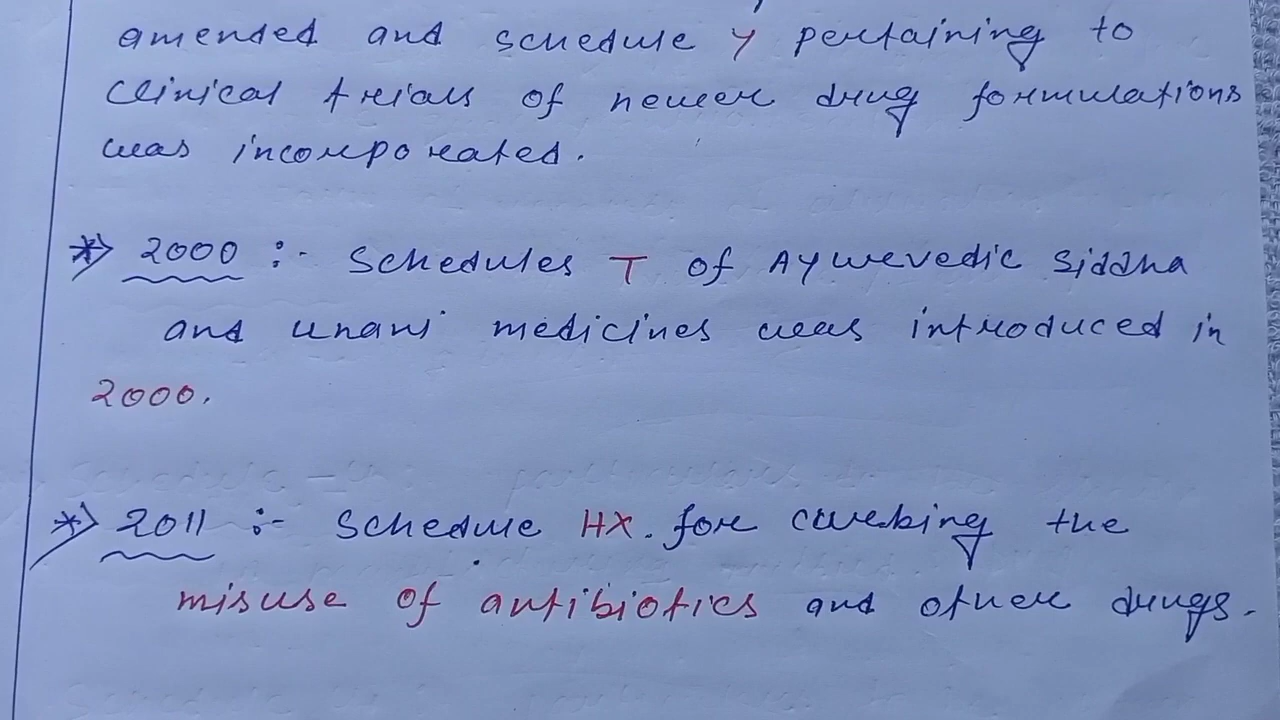 amended and schedule Y pertaining to
clinical trials of newer drug formulations
was incorporated.
*> 2000 :- Schedules T of Ayurvedic Siddha
and unani medicines was introduced in
2000.
*> 2011 :- Schedule HX. for curbing the
misuse of antibiotics and other drugs.